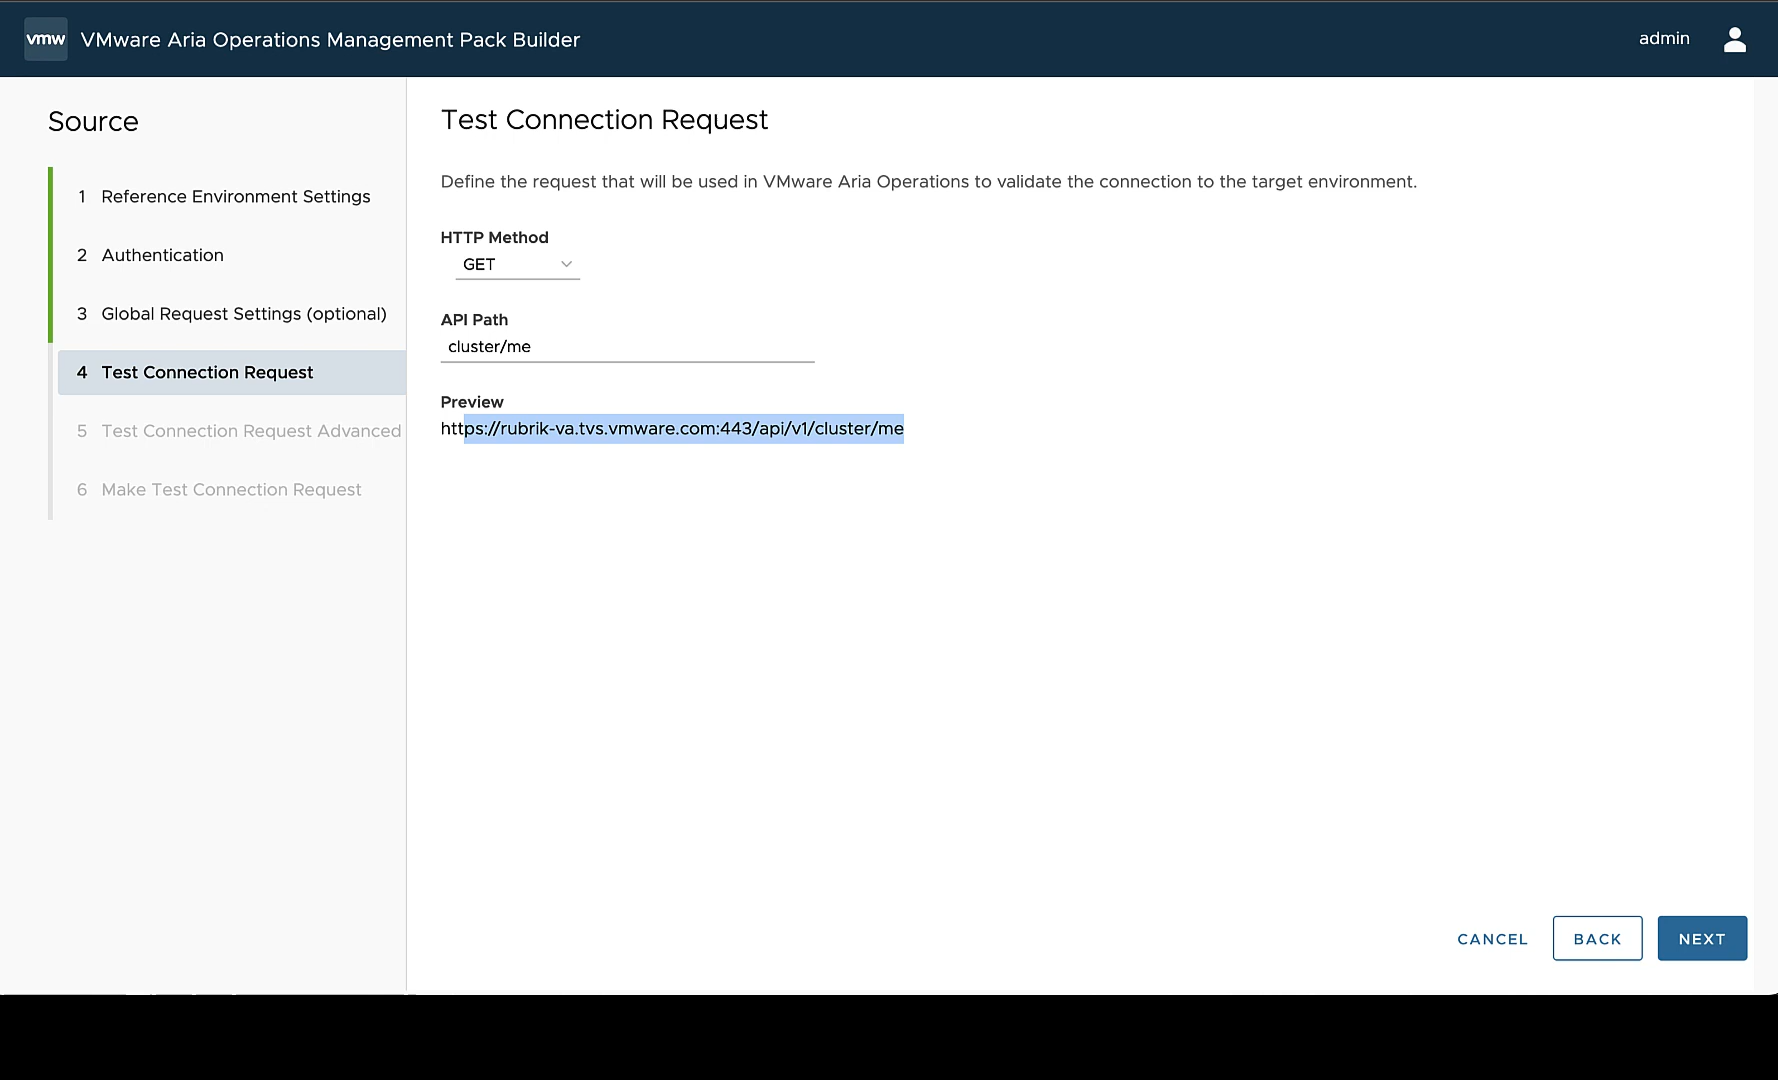 vmw VMware Aria Operations Management Pack Builder
admin
Source
1 Reference Environment Settings
2 Authentication
3 Global Request Settings (optional)
4 Test Connection Request
5 Test Connection Request Advanced
6 Make Test Connection Request
Test Connection Request
Define the request that will be used in VMware Aria Operations to validate the connection to the target environment.
HTTP Method
GET
API Path
cluster/me
Preview
https://rubrik-va.tvs.vmware.com:443/api/v1/cluster/me
CANCEL
BACK
NEXT